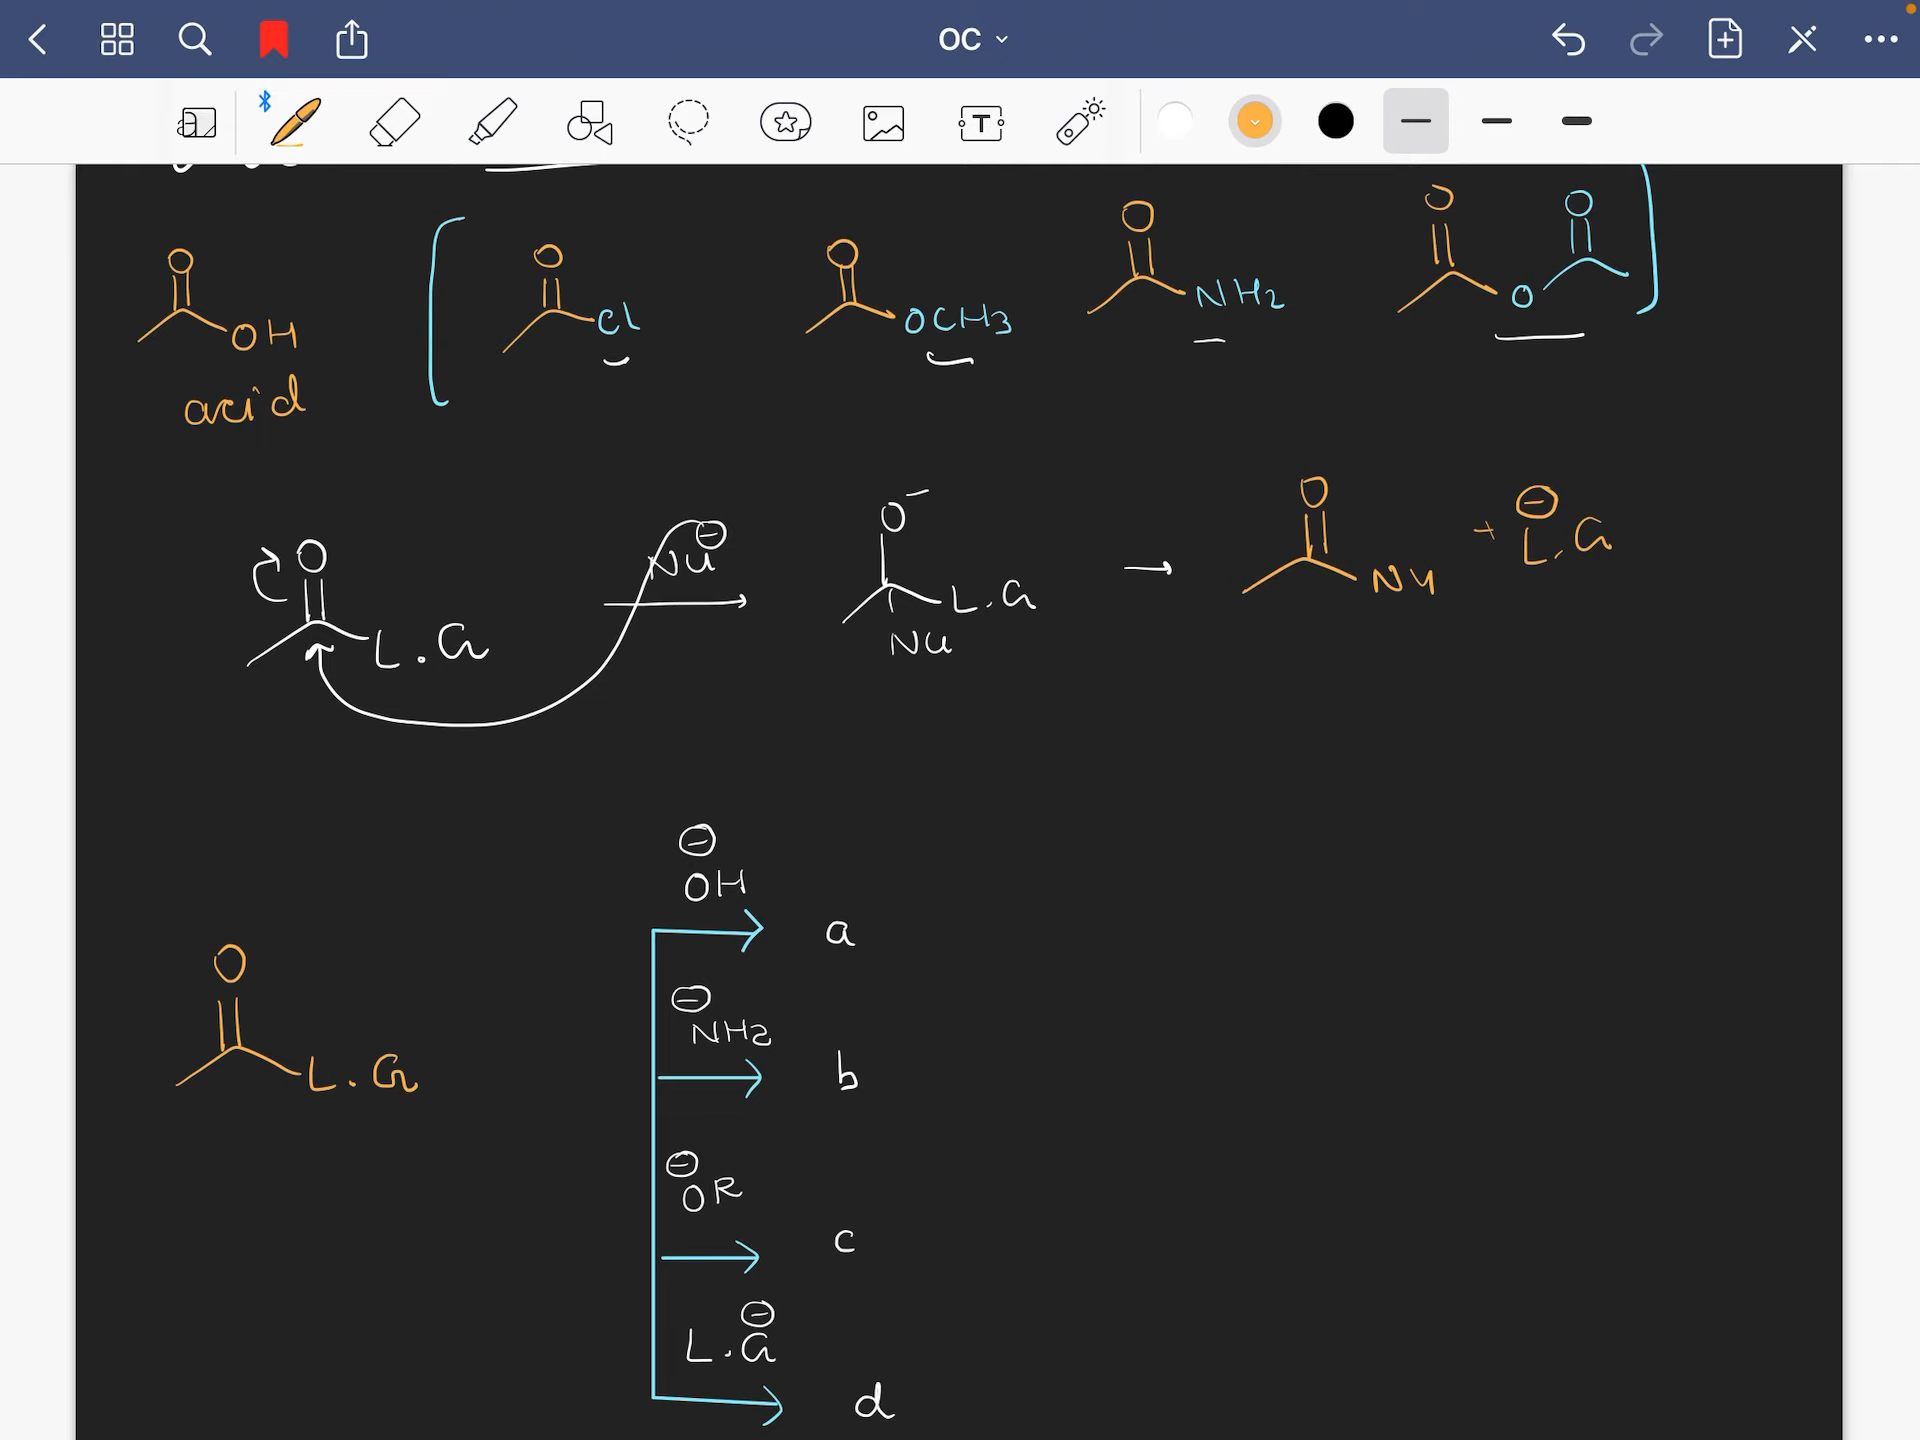 OC
O
O
O
O
O
OH
Cl
OCH3
NH2
O
acid
O
Nu⊖
O⁻
O
⊖
L.G
L.G
Nu
Nu
+ L.G
⊖
OH
a
O
L.G
⊖
NH2
b
⊖
OR
c
⊖
L.G
d